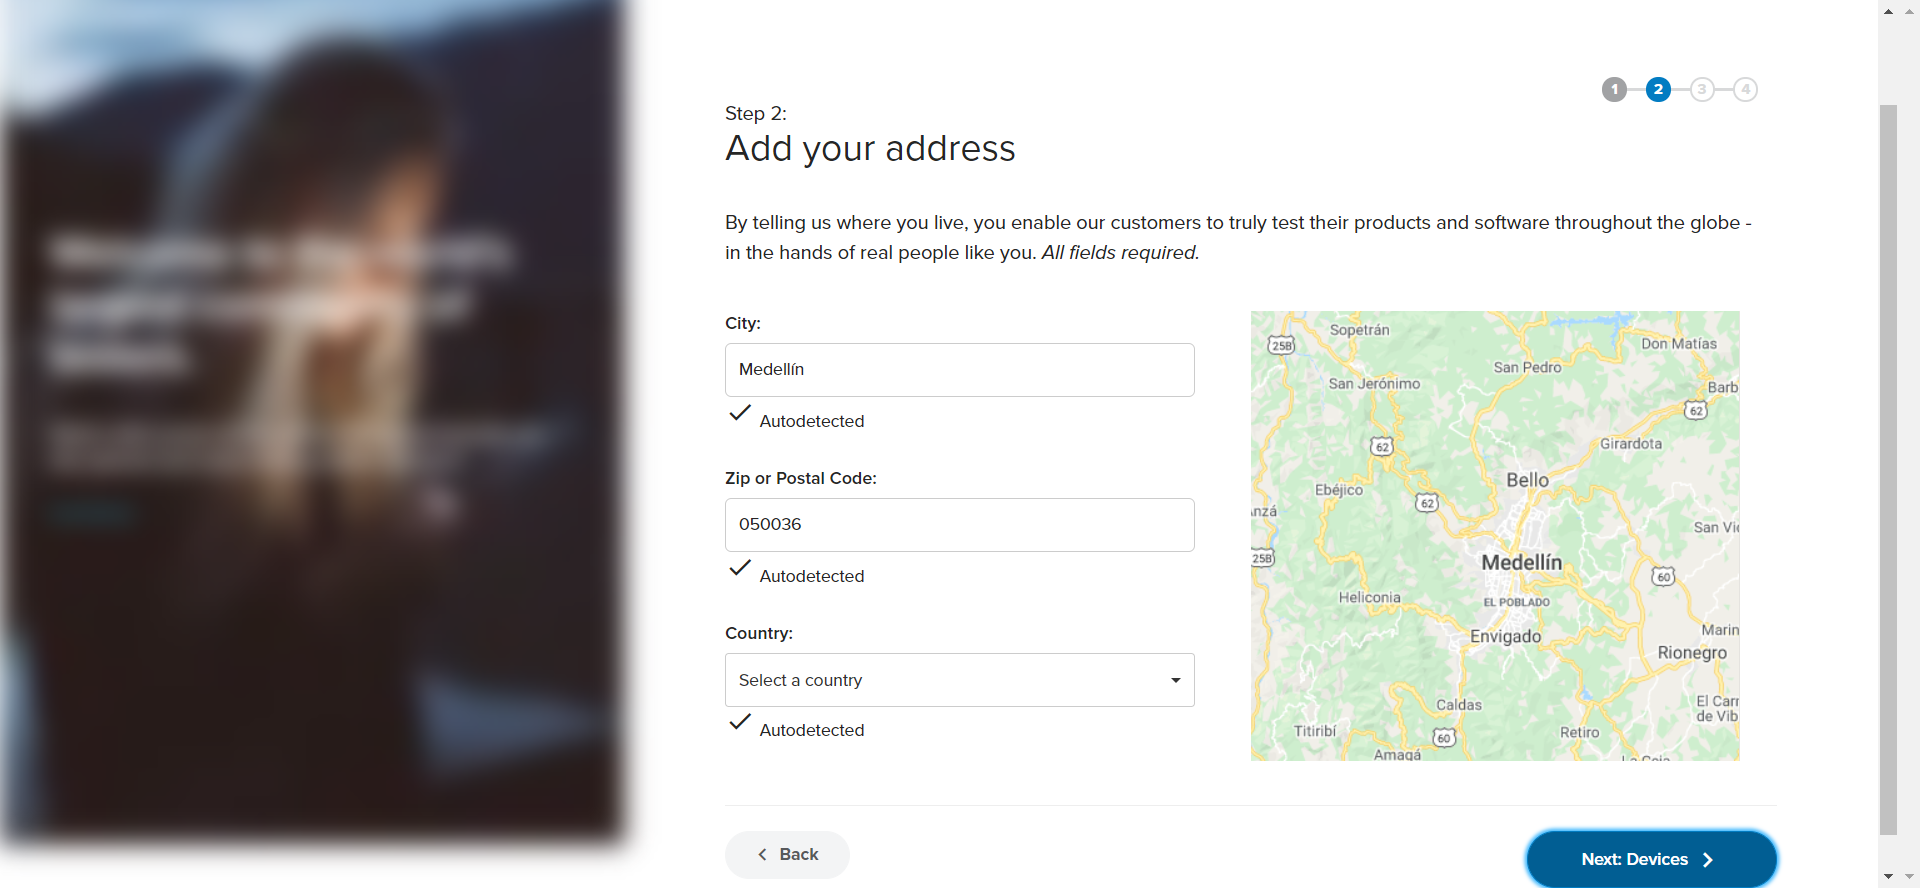 1 2 3 4
Step 2:
Add your address
By telling us where you live, you enable our customers to truly test their products and software throughout the globe -
in the hands of real people like you. All fields required.
City:
Medellín
Autodetected
Zip or Postal Code:
050036
Autodetected
Country:
Select a country
Autodetected
Sopetrán
25B
Don Matías
San Pedro
San Jerónimo
Barb
62
Girardota
62
Bello
Ebéjico
62
nzá
San Vi
25B
Medellín
60
Heliconia
EL POBLADO
Envigado
Marin
Rionegro
El Carr
de Vib
Caldas
Titiribí
60
Retiro
Amagá
Back
Next: Devices